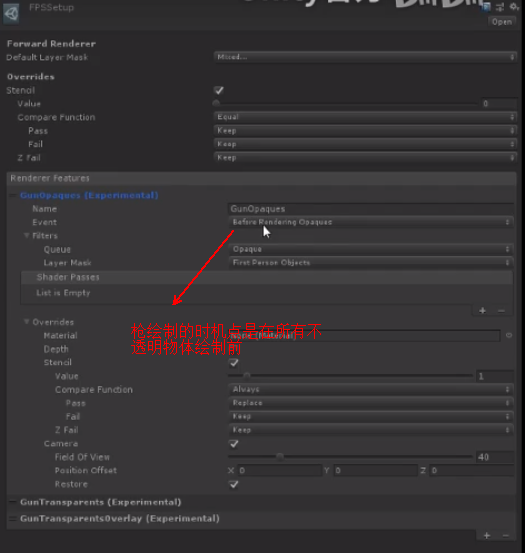 FPSSetup
Open
Forward Renderer
Default Layer Mask Mixed...
Overrides
Stencil
Value 0
Compare Function Equal
Pass Keep
Fail Keep
Z Fail Keep
Renderer Features
GunOpaques (Experimental)
Name GunOpaques
Event Before Rendering Opaques
Filters
Queue Opaque
Layer Mask First Person Objects
Shader Passes
List is Empty
+ −
枪绘制的时机点是在所有不
透明物体绘制前
Overrides
Material None (Material)
Depth
Stencil
Value 1
Compare Function Always
Pass Replace
Fail Keep
Z Fail Keep
Camera
Field Of View 40
Position Offset X 0 Y 0 Z 0
Restore
GunTransparents (Experimental)
GunTransparentsOverlay (Experimental)
+ −